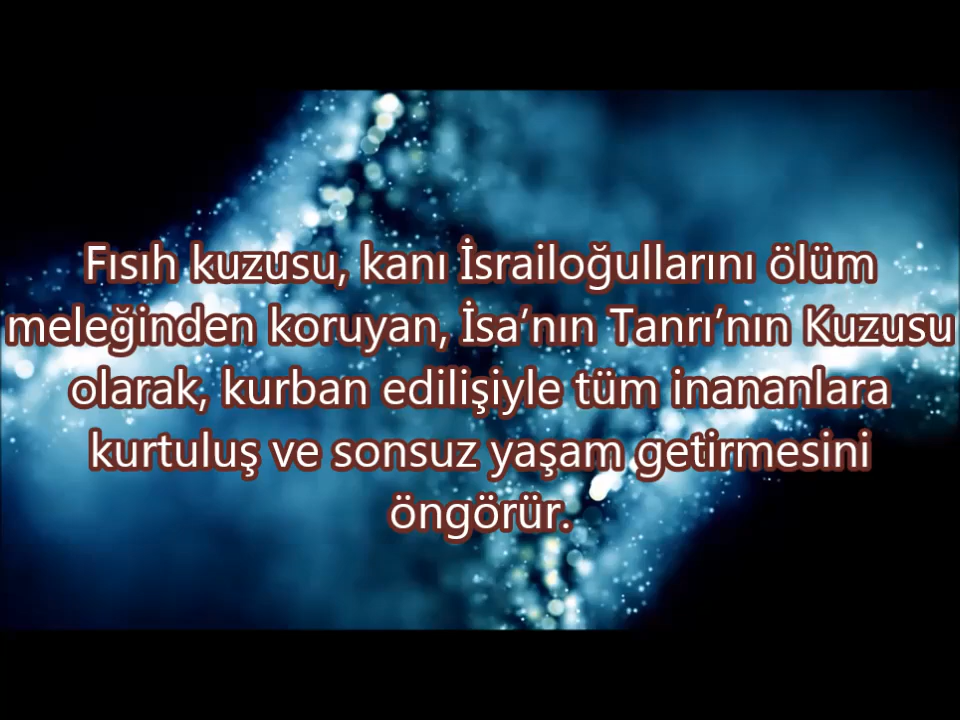 Fısıh kuzusu, kanı İsrailoğullarını ölüm
meleğinden koruyan, İsa’nın Tanrı’nın Kuzusu
olarak, kurban edilişiyle tüm inananlara
kurtuluş ve sonsuz yaşam getirmesini
öngörür.